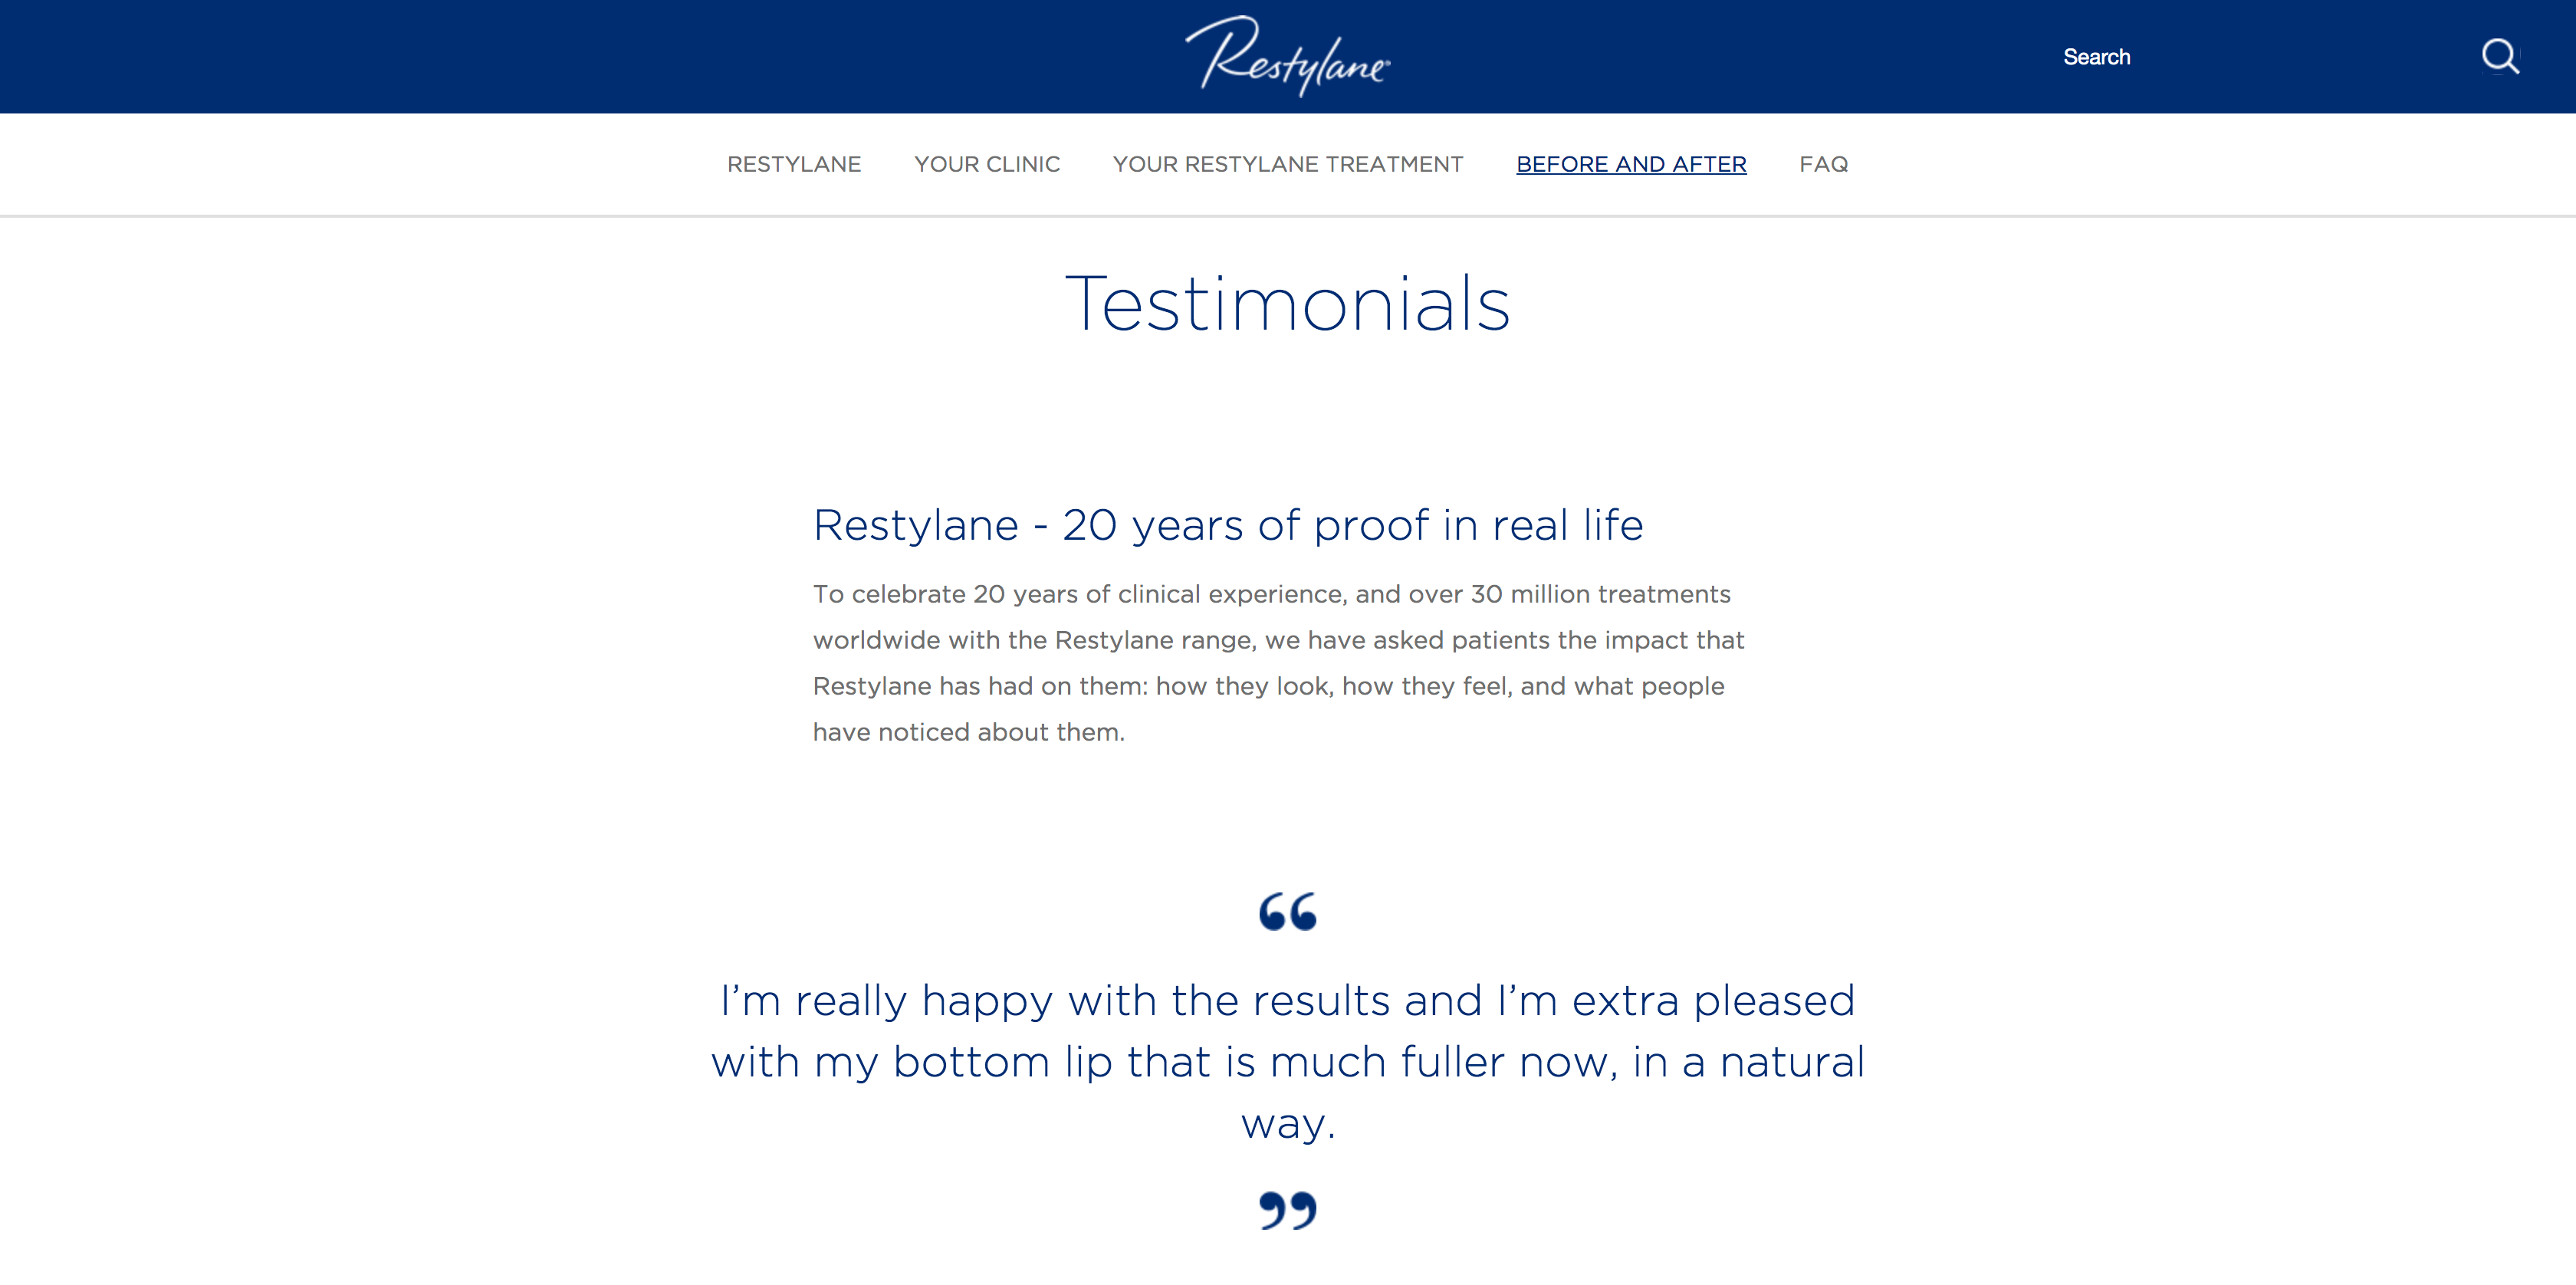 Restylane®
Search
RESTYLANE YOUR CLINIC YOUR RESTYLANE TREATMENT BEFORE AND AFTER FAQ
Testimonials
Restylane - 20 years of proof in real life
To celebrate 20 years of clinical experience, and over 30 million treatments
worldwide with the Restylane range, we have asked patients the impact that
Restylane has had on them: how they look, how they feel, and what people
have noticed about them.
“
I’m really happy with the results and I’m extra pleased
with my bottom lip that is much fuller now, in a natural
way.
”